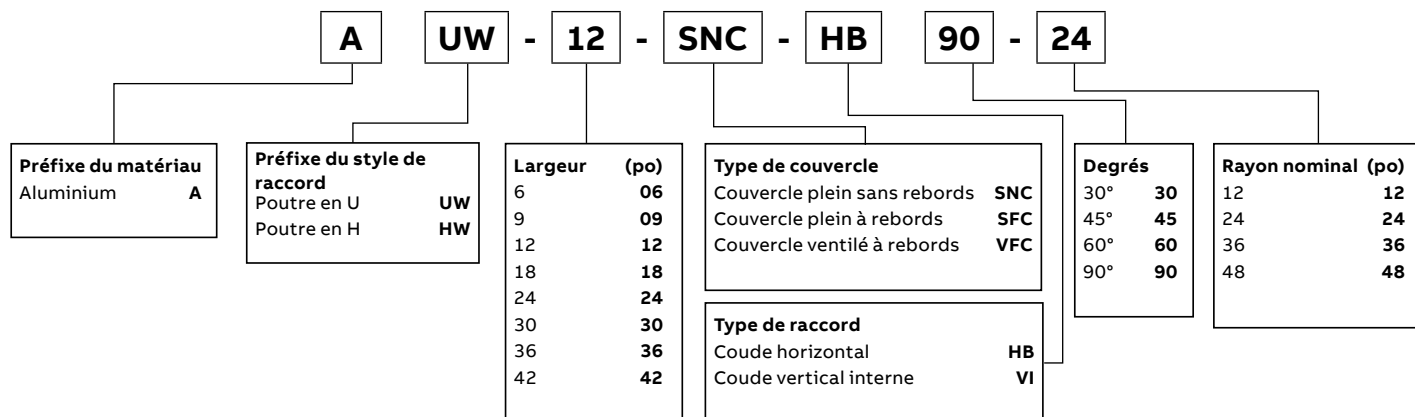 A UW - 12 - SNC - HB 90 - 24
Préfixe du matériau
Aluminium A
Préfixe du style de
raccord
Poutre en U UW
Poutre en H HW
Largeur (po)
6 06
9 09
12 12
18 18
24 24
30 30
36 36
42 42
Type de couvercle
Couvercle plein sans rebords SNC
Couvercle plein à rebords SFC
Couvercle ventilé à rebords VFC
Type de raccord
Coude horizontal HB
Coude vertical interne VI
Degrés
30° 30
45° 45
60° 60
90° 90
Rayon nominal (po)
12 12
24 24
36 36
48 48